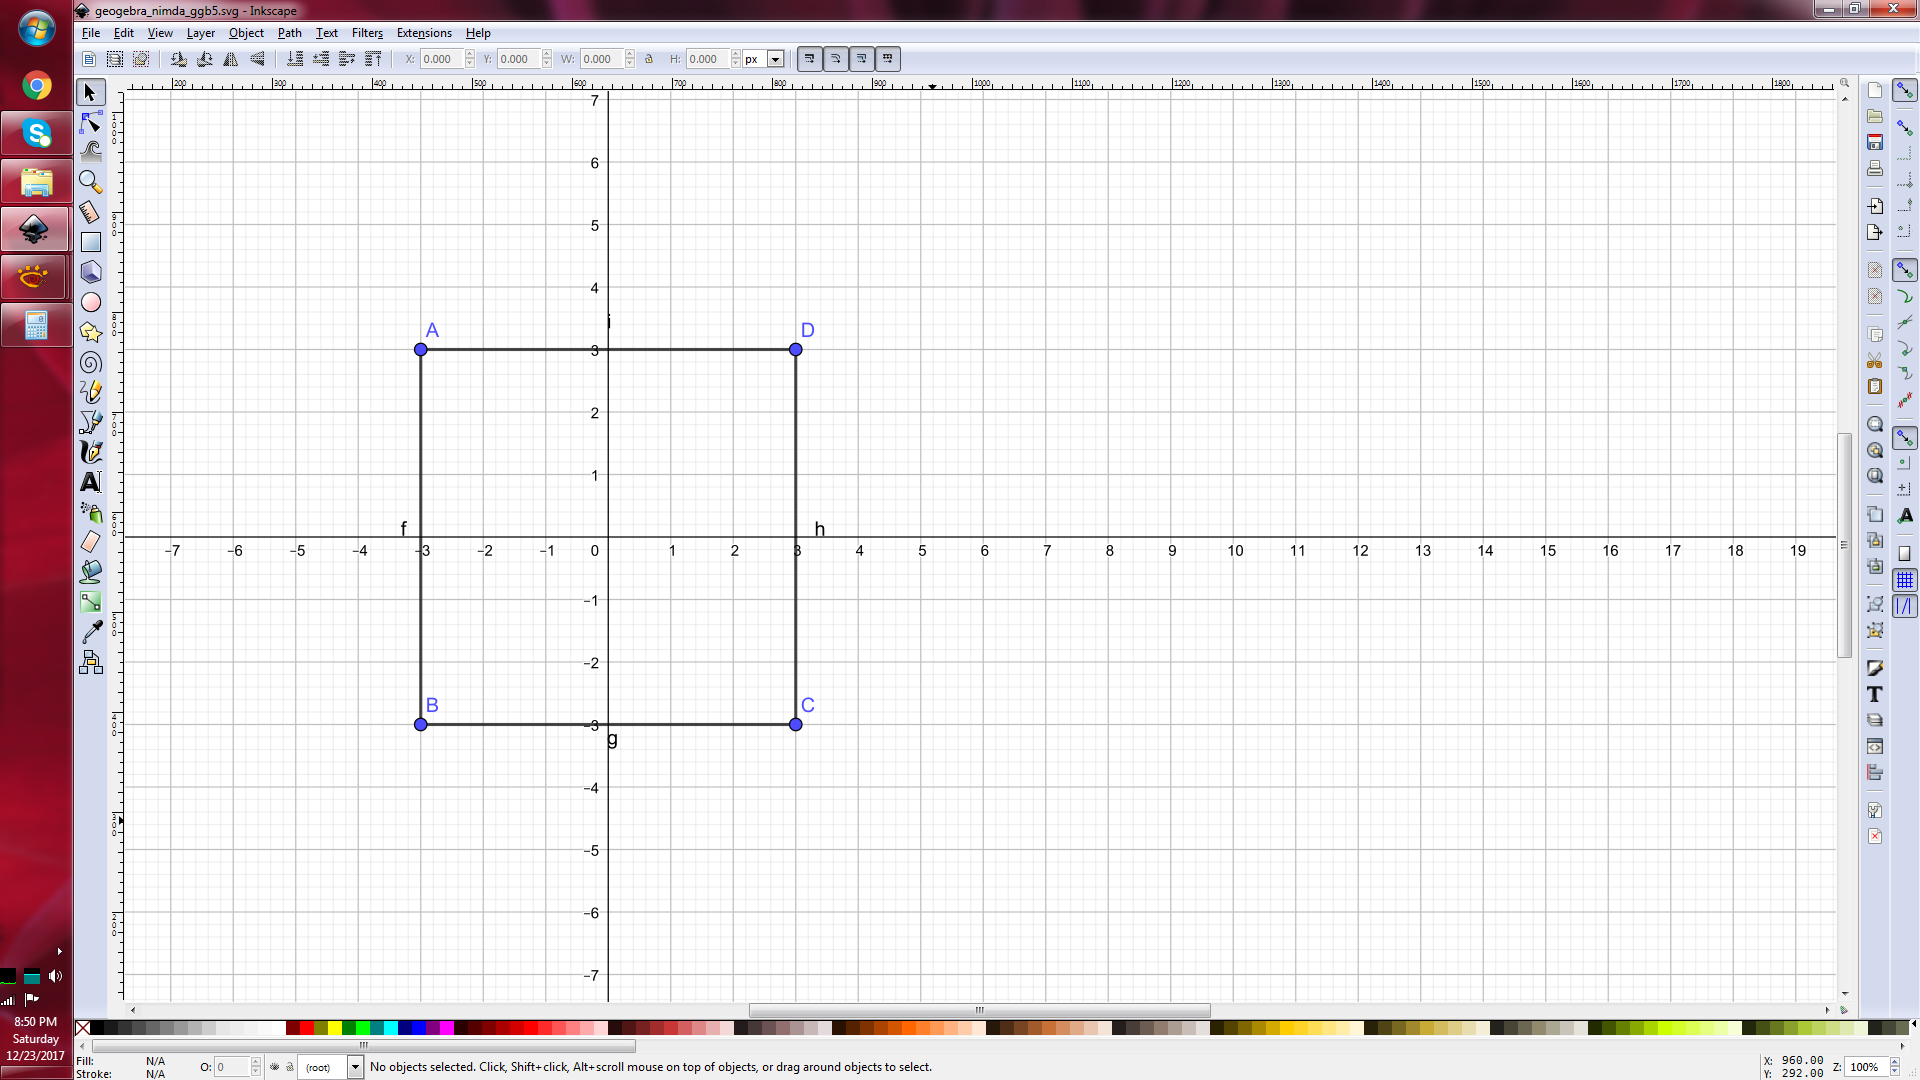 geogebra_nimda_ggb5.svg - Inkscape
File Edit View Layer Object Path Text Filters Extensions Help
X: 0.000 Y: 0.000 W: 0.000 H: 0.000 px
200 300 400 500 600 700 800 900 1000 1100 1200 1300 1400 1500 1600 1700 1800
7
6
5
4
i
A D
3
2
1
f h
−7 −6 −5 −4 −3 −2 −1 0 1 2 3 4 5 6 7 8 9 10 11 12 13 14 15 16 17 18 19
−1
−2
B C
−3
g
−4
−5
−6
−7
8:50 PM
Saturday
12/23/2017
Fill: N/A
Stroke: N/A
O: 0
(root)
No objects selected. Click, Shift+click, Alt+scroll mouse on top of objects, or drag around objects to select.
X: 960.00
Y: 292.00
Z: 100%